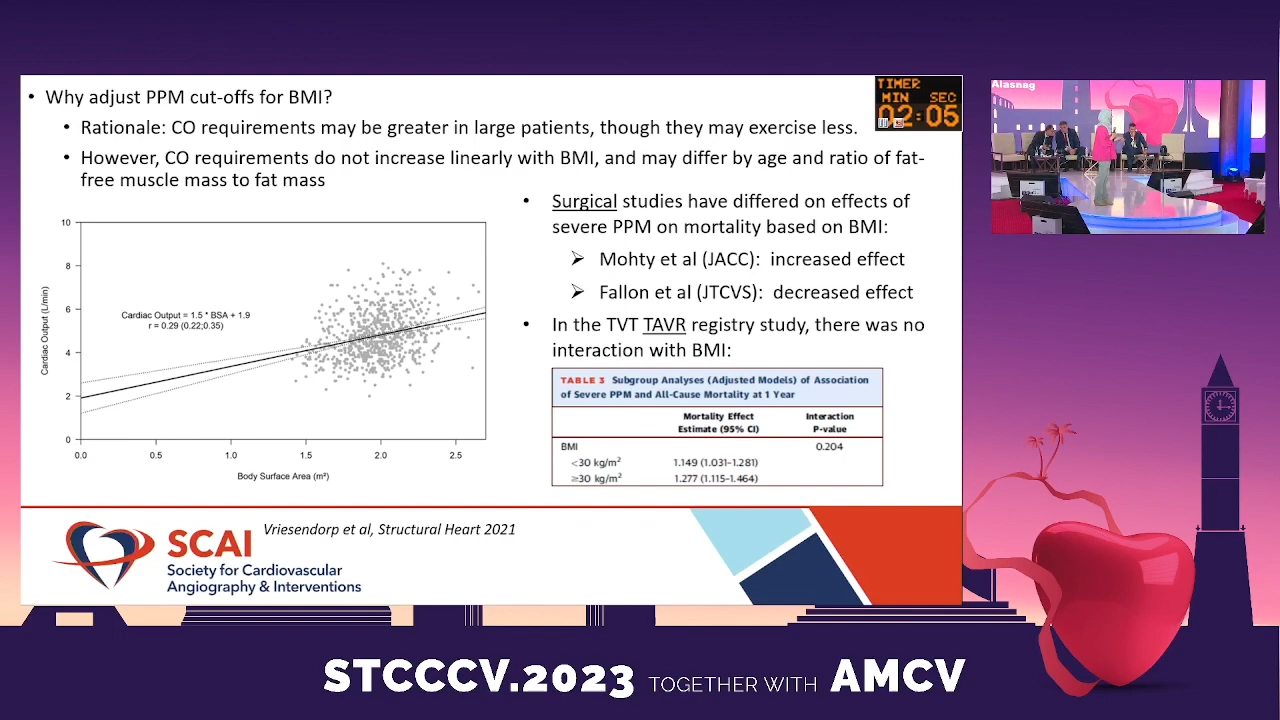 • Why adjust PPM cut-offs for BMI?
• Rationale: CO requirements may be greater in large patients, though they may exercise less.
• However, CO requirements do not increase linearly with BMI, and may differ by age and ratio of fat-
free muscle mass to fat mass
TIMER
MIN SEC
02:05
Alasnag
10
8
6
4
2
0
Cardiac Output (L/min)
Cardiac Output = 1.5 * BSA + 1.9
r = 0.29 (0.22;0.35)
0.0 0.5 1.0 1.5 2.0 2.5
Body Surface Area (m²)
• Surgical studies have differed on effects of
severe PPM on mortality based on BMI:
➢ Mohty et al (JACC): increased effect
➢ Fallon et al (JTCVS): decreased effect
• In the TVT TAVR registry study, there was no
interaction with BMI:
TABLE 3 Subgroup Analyses (Adjusted Models) of Association
of Severe PPM and All-Cause Mortality at 1 Year
Mortality Effect Interaction
Estimate (95% CI) P-value
BMI 0.204
<30 kg/m² 1.149 (1.031–1.281)
≥30 kg/m² 1.277 (1.115–1.464)
Vriesendorp et al, Structural Heart 2021
SCAI
Society for Cardiovascular
Angiography & Interventions
STCCCV.2023 TOGETHER WITH AMCV